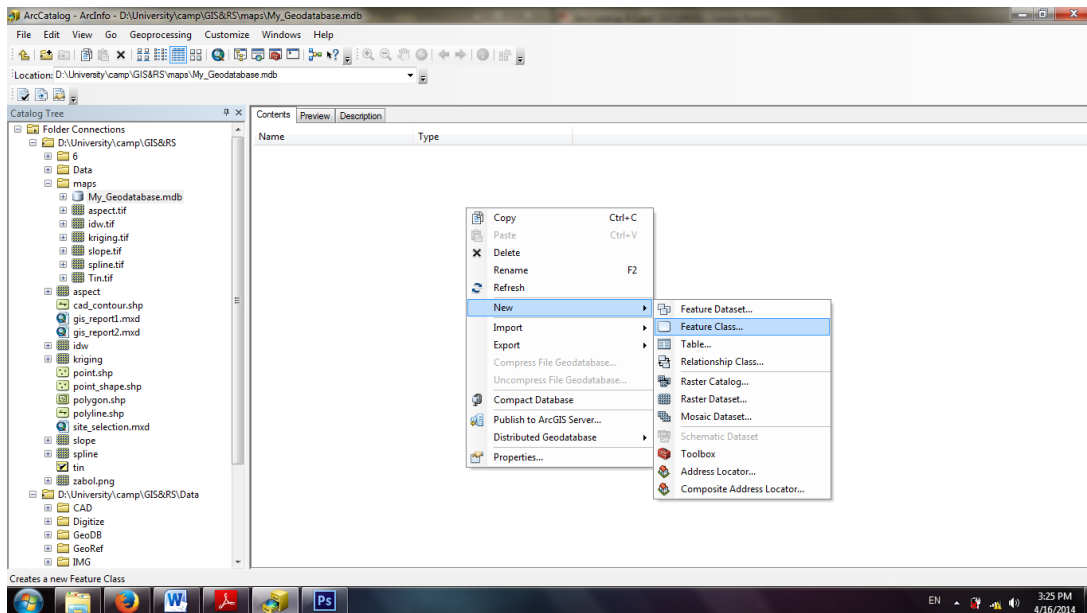 ArcCatalog - ArcInfo - D:\University\camp\GIS&RS\maps\My_Geodatabase.mdb
File Edit View Go Geoprocessing Customize Windows Help
Location: D:\University\camp\GIS&RS\maps\My_Geodatabase.mdb
Catalog Tree
Folder Connections
D:\University\camp\GIS&RS
6
Data
maps
My_Geodatabase.mdb
aspect.tif
idw.tif
kriging.tif
slope.tif
spline.tif
Tin.tif
aspect
cad_contour.shp
gis_report1.mxd
gis_report2.mxd
idw
kriging
point.shp
point_shape.shp
polygon.shp
polyline.shp
site_selection.mxd
slope
spline
tin
zabol.png
D:\University\camp\GIS&RS\Data
CAD
Digitize
GeoDB
GeoRef
IMG
Contents Preview Description
Name Type
Copy Ctrl+C
Paste Ctrl+V
Delete
Rename F2
Refresh
New
Import
Export
Compress File Geodatabase...
Uncompress File Geodatabase...
Compact Database
Publish to ArcGIS Server...
Distributed Geodatabase
Properties...
Feature Dataset...
Feature Class...
Table...
Relationship Class...
Raster Catalog...
Raster Dataset...
Mosaic Dataset...
Schematic Dataset
Toolbox
Address Locator...
Composite Address Locator...
Creates a new Feature Class
W
Ps
EN
3:25 PM
4/16/2014